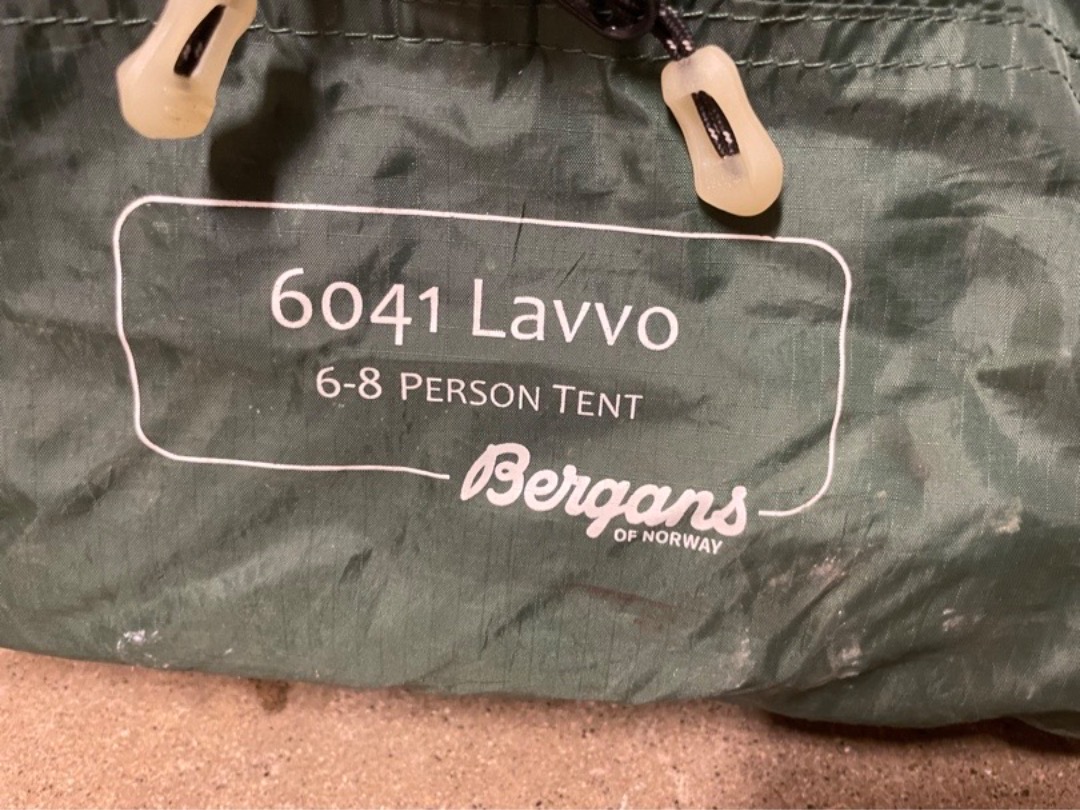 6041 Lavvo
6-8 PERSON TENT
Bergans
OF NORWAY